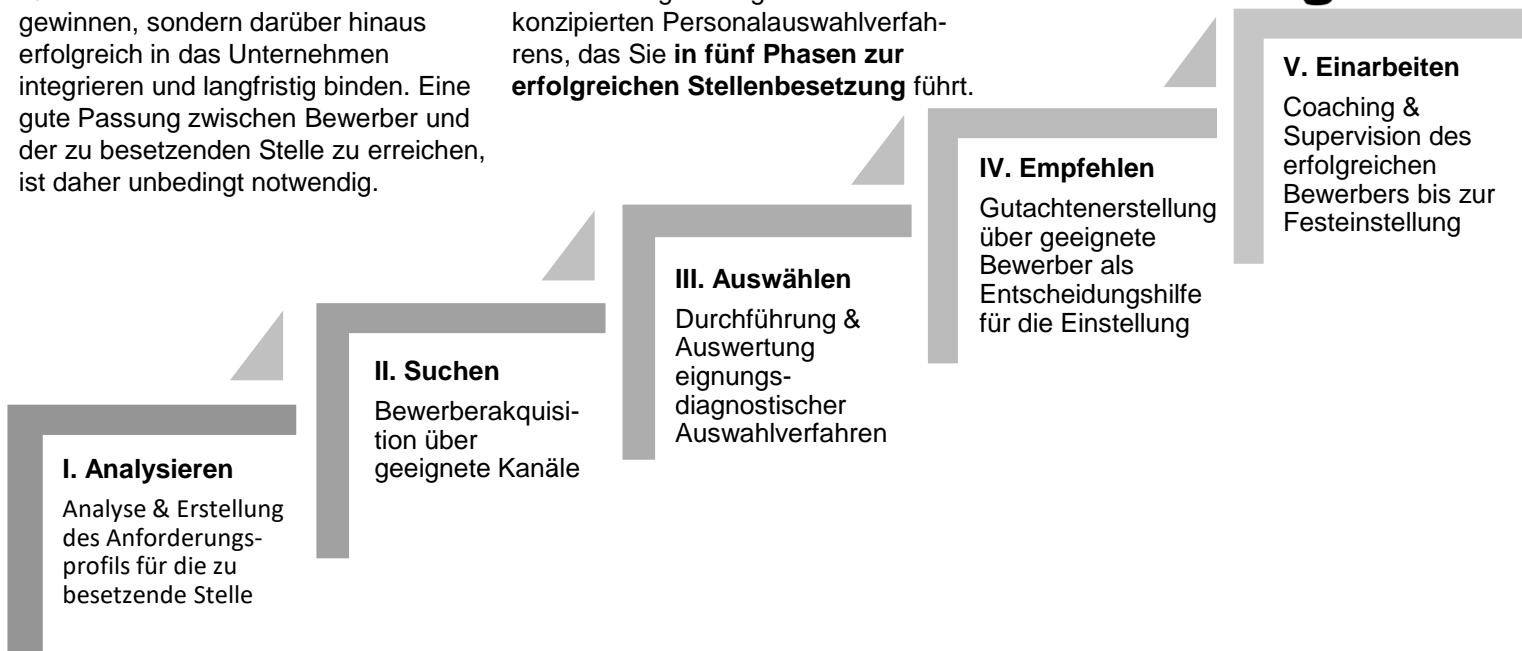 gewinnen, sondern darüber hinaus
erfolgreich in das Unternehmen
integrieren und langfristig binden. Eine
gute Passung zwischen Bewerber und
der zu besetzenden Stelle zu erreichen,
ist daher unbedingt notwendig.
konzipierten Personalauswahlverfah-
rens, das Sie in fünf Phasen zur
erfolgreichen Stellenbesetzung führt.
I. Analysieren
Analyse & Erstellung
des Anforderungs-
profils für die zu
besetzende Stelle
II. Suchen
Bewerberakquisi-
tion über
geeignete Kanäle
III. Auswählen
Durchführung &
Auswertung
eignungs-
diagnostischer
Auswahlverfahren
IV. Empfehlen
Gutachtenerstellung
über geeignete
Bewerber als
Entscheidungshilfe
für die Einstellung
V. Einarbeiten
Coaching &
Supervision des
erfolgreichen
Bewerbers bis zur
Festeinstellung